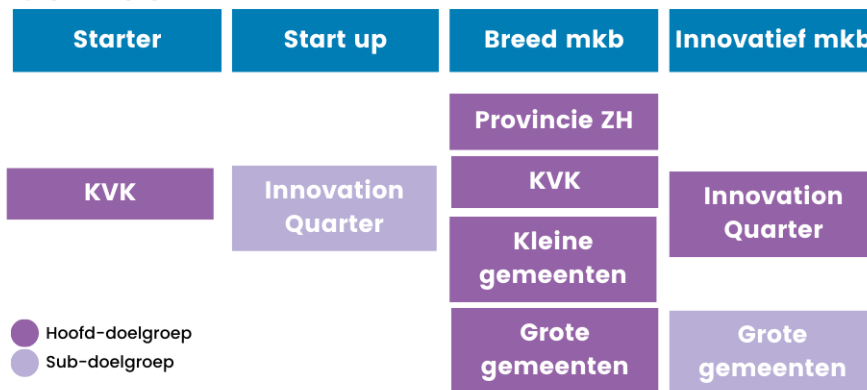 Starter
Start up
Breed mkb
Innovatief mkb
Provincie ZH
KVK
Innovation
Quarter
KVK
Innovation
Quarter
Kleine
gemeenten
Hoofd-doelgroep
Sub-doelgroep
Grote
gemeenten
Grote
gemeenten